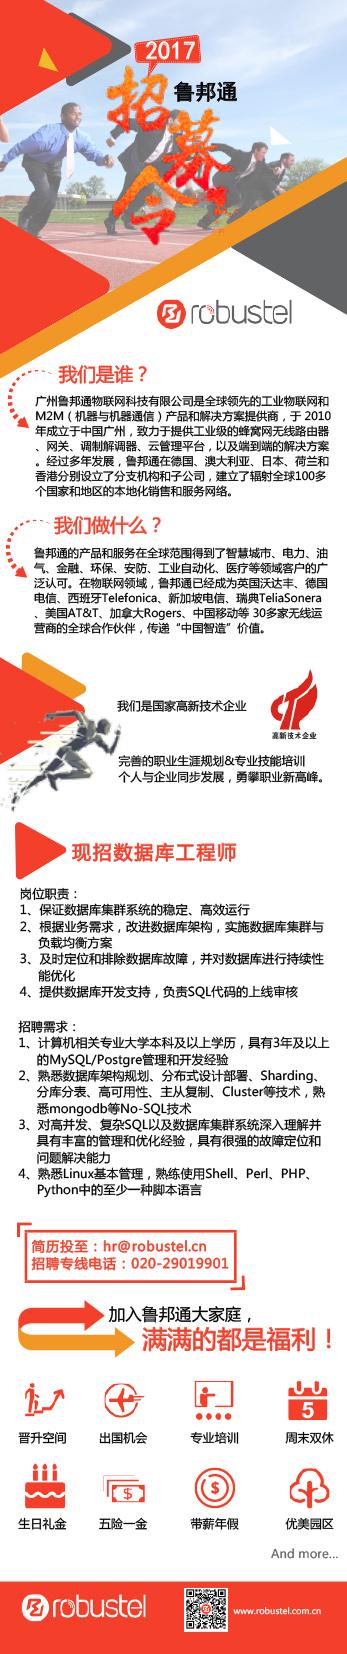 2017
鲁邦通
招募令!
robustel
我们是谁？
广州鲁邦通物联网科技有限公司是全球领先的工业物联网和
M2M（机器与机器通信）产品和解决方案提供商，于 2010
年成立于中国广州，致力于提供工业级的蜂窝网无线路由器
、网关、调制解调器、云管理平台，以及端到端的解决方案
。经过多年发展，鲁邦通在德国、澳大利亚、日本、荷兰和
香港分别设立了分支机构和子公司，建立了辐射全球100多
个国家和地区的本地化销售和服务网络。
我们做什么？
鲁邦通的产品和服务在全球范围得到了智慧城市、电力、油
气、金融、环保、安防、工业自动化、医疗等领域客户的广
泛认可。在物联网领域，鲁邦通已经成为英国沃达丰、德国
电信、西班牙Telefonica、新加坡电信、瑞典TeliaSonera
、美国AT&T、加拿大Rogers、中国移动等 30多家无线运
营商的全球合作伙伴，传递“中国智造”价值。
我们是国家高新技术企业
高新技术企业
完善的职业生涯规划&专业技能培训
个人与企业同步发展，勇攀职业新高峰。
现招数据库工程师
岗位职责：
1、保证数据库集群系统的稳定、高效运行
2、根据业务需求，改进数据库架构，实施数据库集群与
负载均衡方案
3、及时定位和排除数据库故障，并对数据库进行持续性
能优化
4、提供数据库开发支持，负责SQL代码的上线审核
招聘需求：
1、计算机相关专业大学本科及以上学历，具有3年及以上
的MySQL/Postgre管理和开发经验
2、熟悉数据库架构规划、分布式设计部署、Sharding、
分库分表、高可用性、主从复制、Cluster等技术，熟
悉mongodb等No-SQL技术
3、对高并发、复杂SQL以及数据库集群系统深入理解并
具有丰富的管理和优化经验，具有很强的故障定位和
问题解决能力
4、熟悉Linux基本管理，熟练使用Shell、Perl、PHP、
Python中的至少一种脚本语言
简历投至：hr@robustel.cn
招聘专线电话：020-29019901
加入鲁邦通大家庭，
满满的都是福利！
5
晋升空间 出国机会 专业培训 周末双休
$ $
生日礼金 五险一金 带薪年假 优美园区
And more...
robustel
www.robustel.com.cn